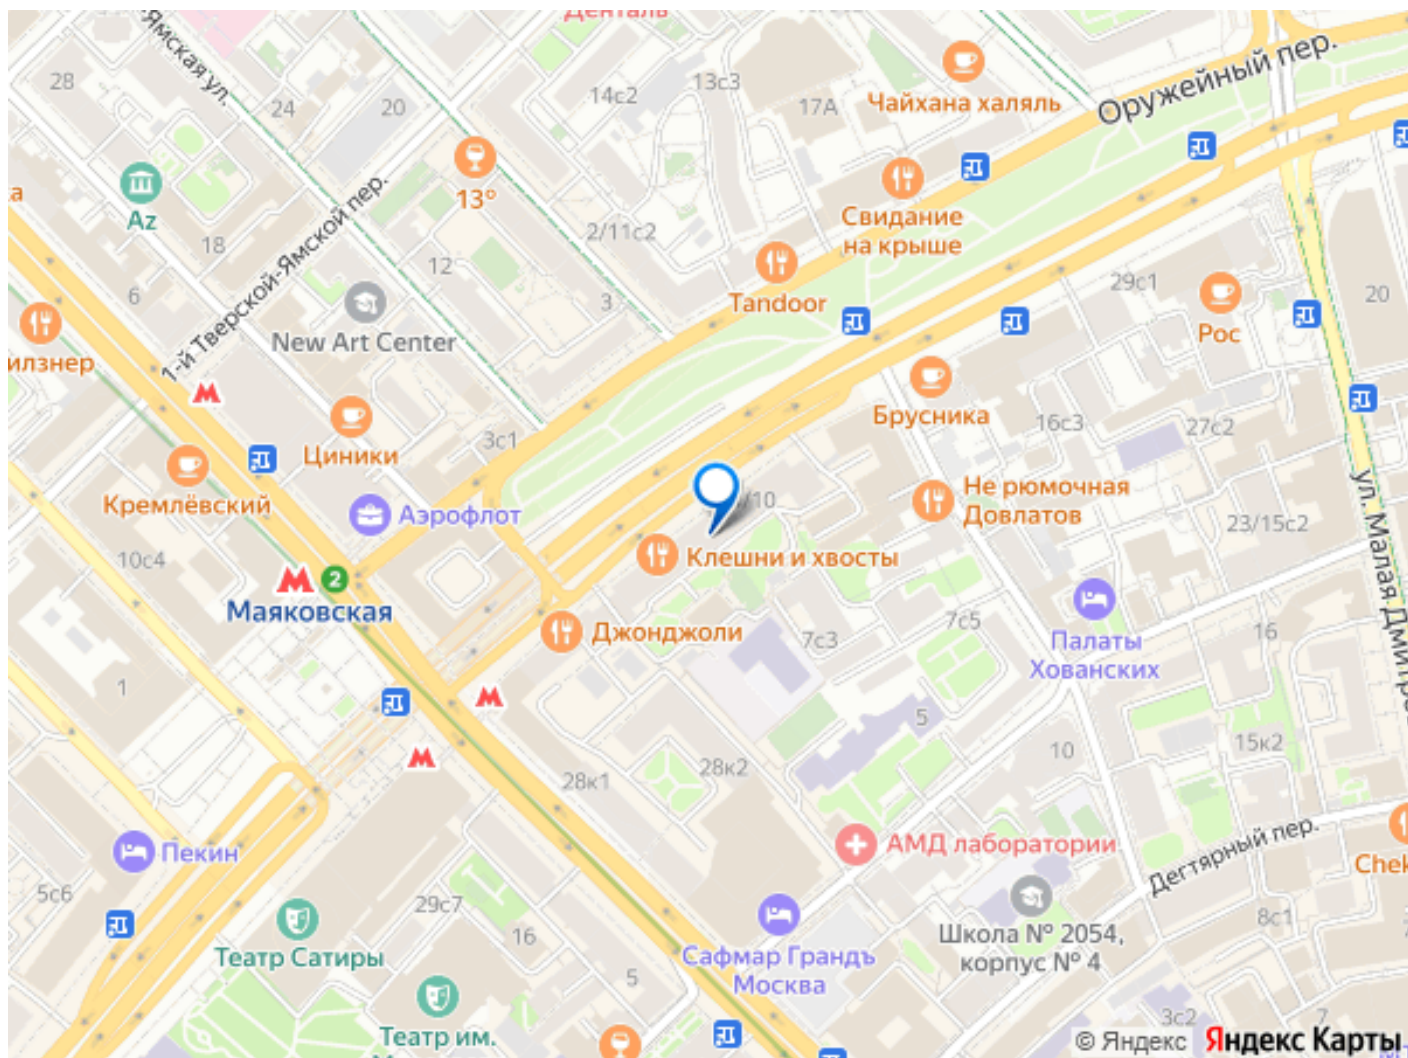 Денталь
-Ямская ул.
28
24
20
14с2
13с3
17А
Чайхана халяль
Оружейный пер.
13°
Az
18
12
6
2/11с2
3
Свидание
на крыше
Tandoor
29с1
20
Рос
1-й Тверской-Ямской пер.
New Art Center
илзнер
Циники
3с1
Кремлёвский
Аэрофлот
Брусника
16с3
27с2
/10
Не рюмочная
Довлатов
23/15с2
10с4
2
Маяковская
Клешни и хвосты
Джонджоли
7с3
7с5
Палаты
Хованских
16
1
5
10
15к2
28к1
28к2
ул. Малая Дмитро
Пекин
5с6
АМД лаборатории
Дегтярный пер.
Chek
29с7
16
5
Театр Сатиры
Сафмар Грандъ
Москва
Школа № 2054,
корпус № 4
8с1
7
3с2
Театр им.
© Яндекс Яндекс Карты